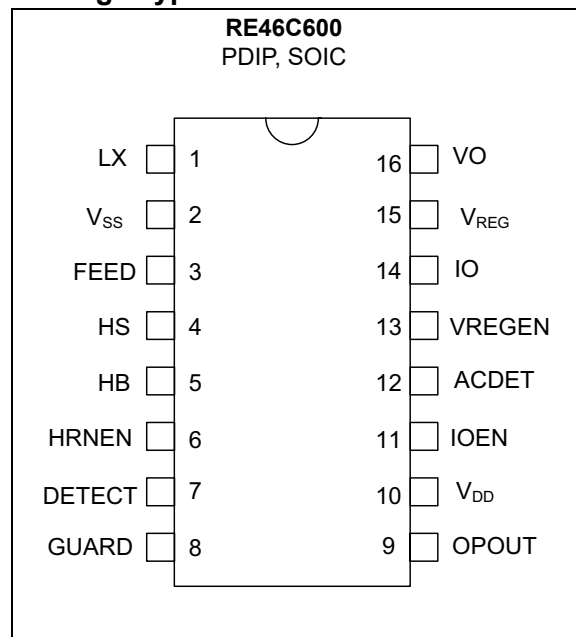 RE46C600
PDIP, SOIC
LX 1 16 VO
VSS 2 15 VREG
FEED 3 14 IO
HS 4 13 VREGEN
HB 5 12 ACDET
HRNEN 6 11 IOEN
DETECT 7 10 VDD
GUARD 8 9 OPOUT